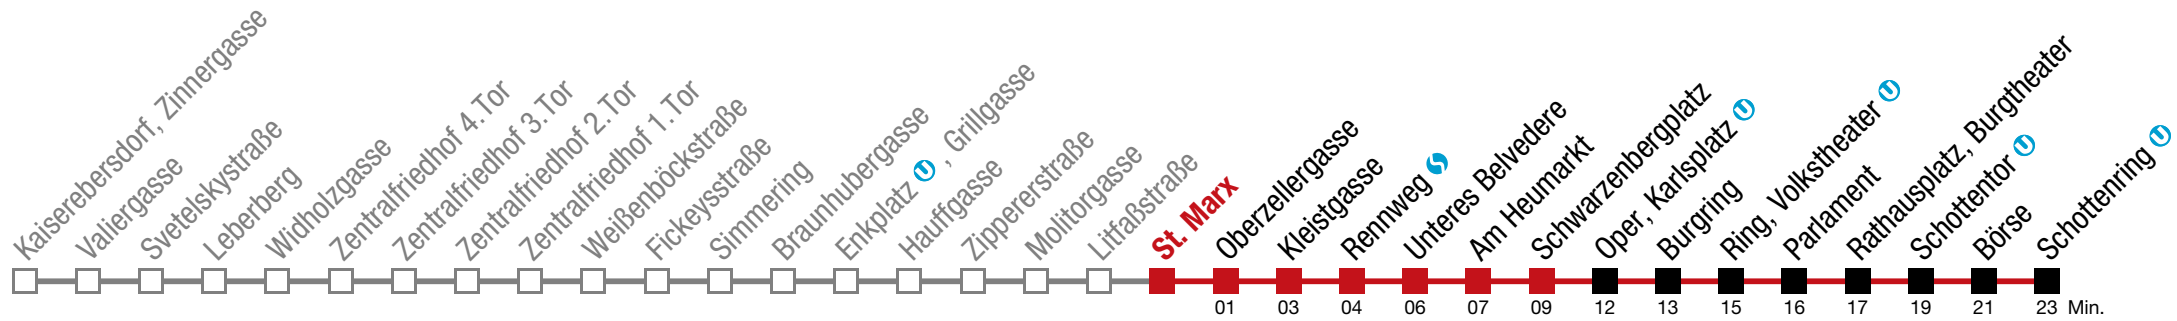 Kaiserebersdorf, Zinnergasse
Valiergasse
Svetelskystraße
Leberberg
Widholzgasse
Zentralfriedhof 4. Tor
Zentralfriedhof 3. Tor
Zentralfriedhof 2. Tor
Zentralfriedhof 1. Tor
Weißenböckstraße
Fickeysstraße
Simmering
Braunhubergasse
Enkplatz U , Grillgasse
Hauffgasse
Zippererstraße
Molitorgasse
Litfaßstraße
St. Marx
Oberzellergasse
Kleistgasse
Rennweg S
Unteres Belvedere
Am Heumarkt
Schwarzenbergplatz
Oper, Karlsplatz U
Burgring
Ring, Volkstheater U
Parlament
Rathausplatz, Burgtheater
Schottentor U
Börse
Schottenring U
01 03 04 06 07 09 12 13 15 16 17 19 21 23 Min.